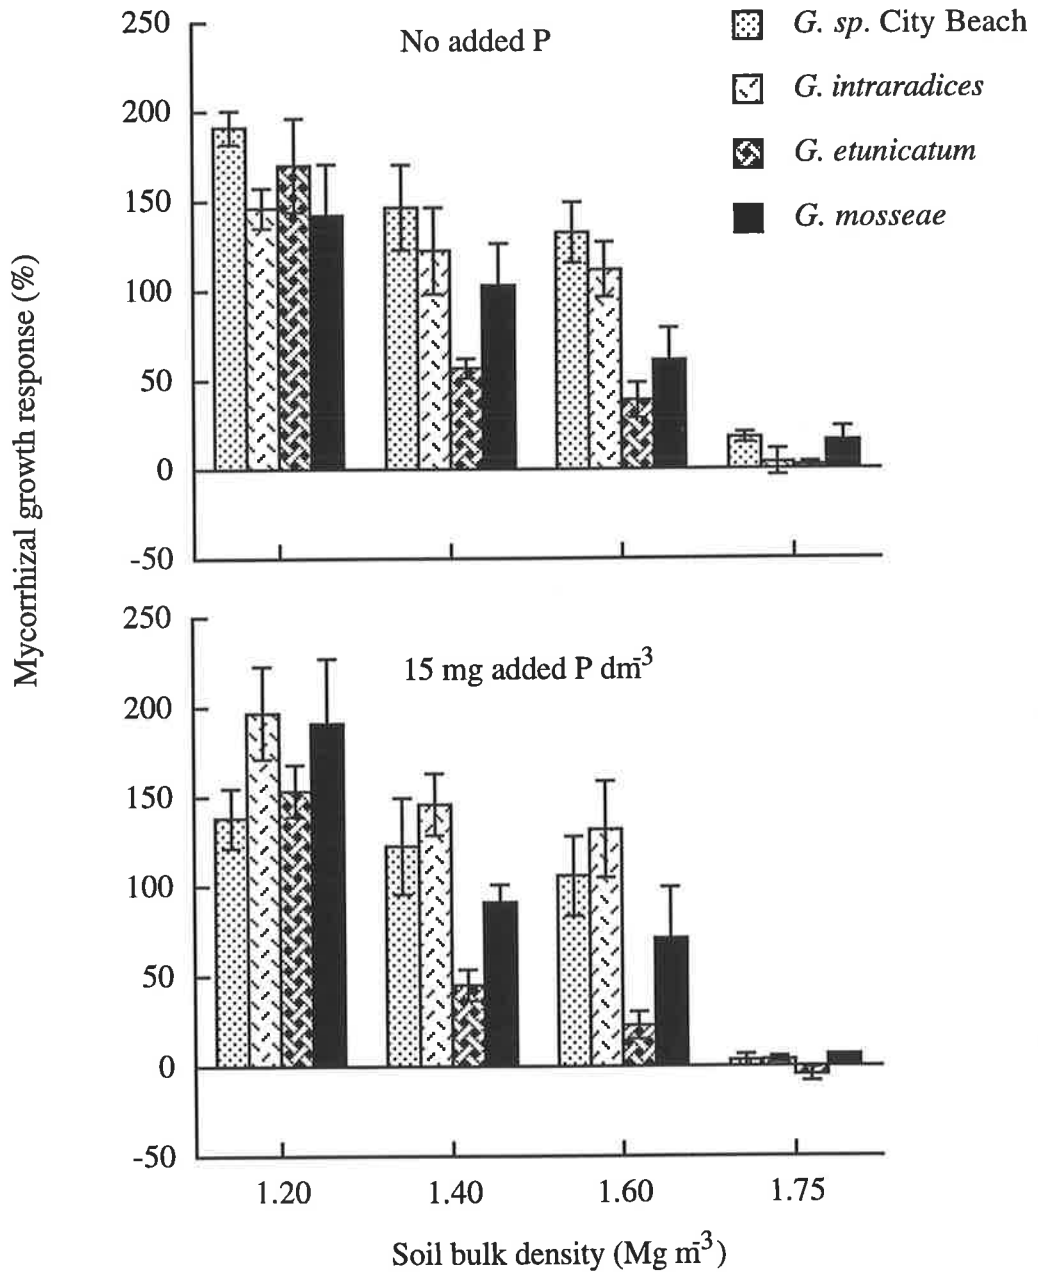 250
No added P
G. sp. City Beach
200
G. intraradices
150
G. etunicatum
100
G. mosseae
50
0
-50
Mycorrhizal growth response (%)
250
15 mg added P dm⁻³
200
150
100
50
0
-50
1.20 1.40 1.60 1.75
Soil bulk density (Mg m⁻³)